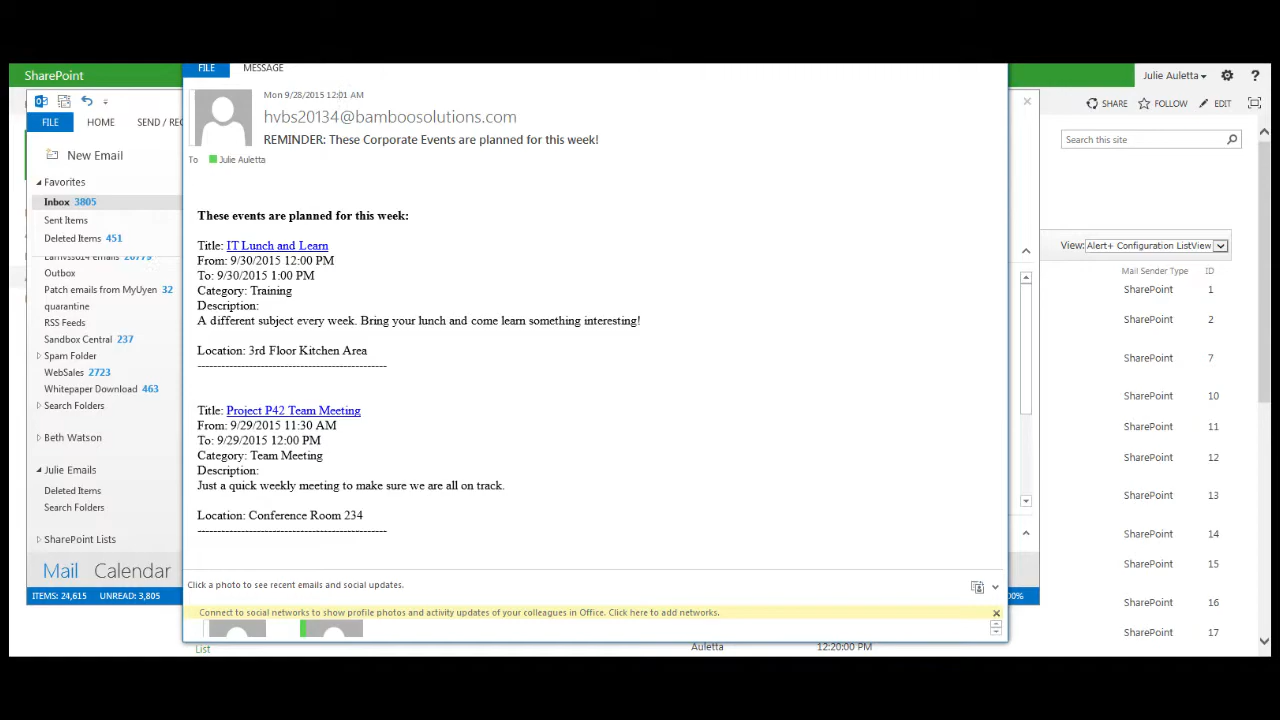 SharePoint
Julie Auletta
?
FILE
HOME
SEND / REC
New Email
Favorites
Inbox 3805
Sent Items
Deleted Items 451
Outbox
Patch emails from MyUyen 32
quarantine
RSS Feeds
Sandbox Central 237
Spam Folder
WebSales 2723
Whitepaper Download 463
Search Folders
Beth Watson
Julie Emails
Deleted Items
Search Folders
SharePoint Lists
Mail Calendar
ITEMS: 24,615 UNREAD: 3,805
FILE MESSAGE
Mon 9/28/2015 12:01 AM
hvbs20134@bamboosolutions.com
REMINDER: These Corporate Events are planned for this week!
To Julie Auletta
These events are planned for this week:
Title: IT Lunch and Learn
From: 9/30/2015 12:00 PM
To: 9/30/2015 1:00 PM
Category: Training
Description:
A different subject every week. Bring your lunch and come learn something interesting!
Location: 3rd Floor Kitchen Area
------------------------------------------------
Title: Project P42 Team Meeting
From: 9/29/2015 11:30 AM
To: 9/29/2015 12:00 PM
Category: Team Meeting
Description:
Just a quick weekly meeting to make sure we are all on track.
Location: Conference Room 234
------------------------------------------------
Click a photo to see recent emails and social updates.
Connect to social networks to show profile photos and activity updates of your colleagues in Office. Click here to add networks.
List
Auletta
12:20:00 PM
SHARE FOLLOW EDIT
Search this site
View: Alert+ Configuration ListView
Mail Sender Type ID
SharePoint 1
SharePoint 2
SharePoint 7
SharePoint 10
SharePoint 11
SharePoint 12
SharePoint 13
SharePoint 14
SharePoint 15
SharePoint 16
SharePoint 17